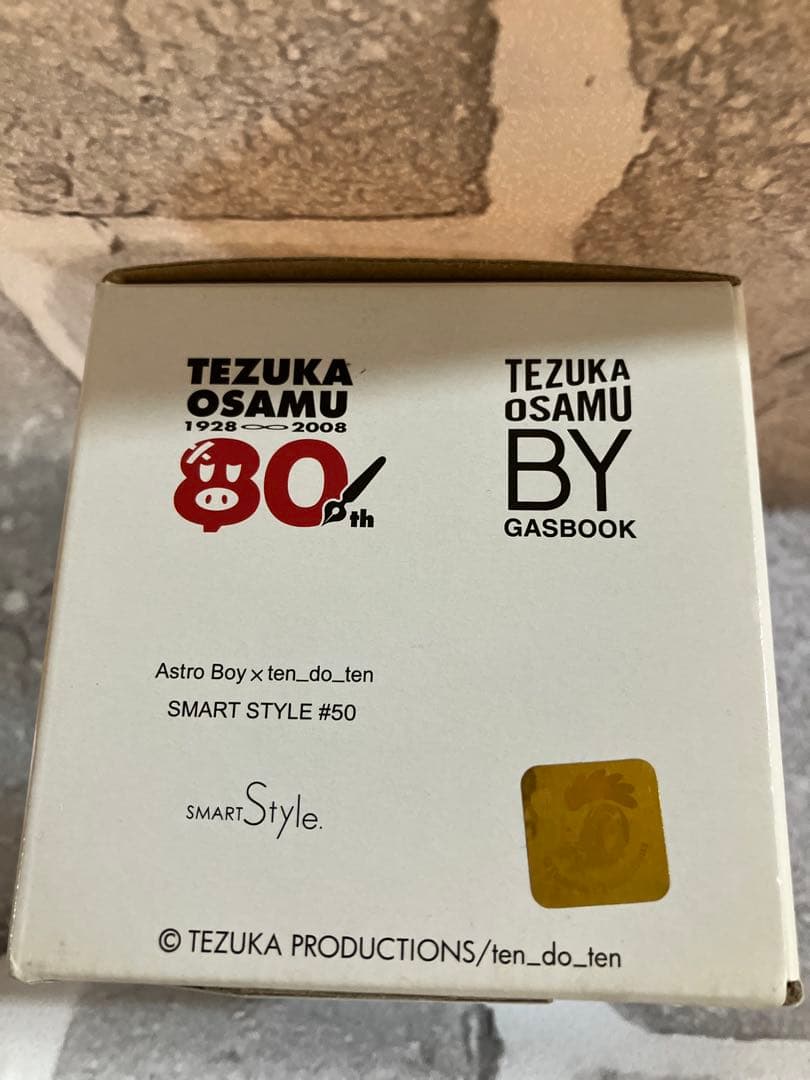 TEZUKA
OSAMU
1928∞2008
80th
TEZUKA
OSAMU
BY
GASBOOK
Astro Boy×ten_do_ten
SMART STYLE #50
SMART Style.
© TEZUKA PRODUCTIONS/ten_do_ten